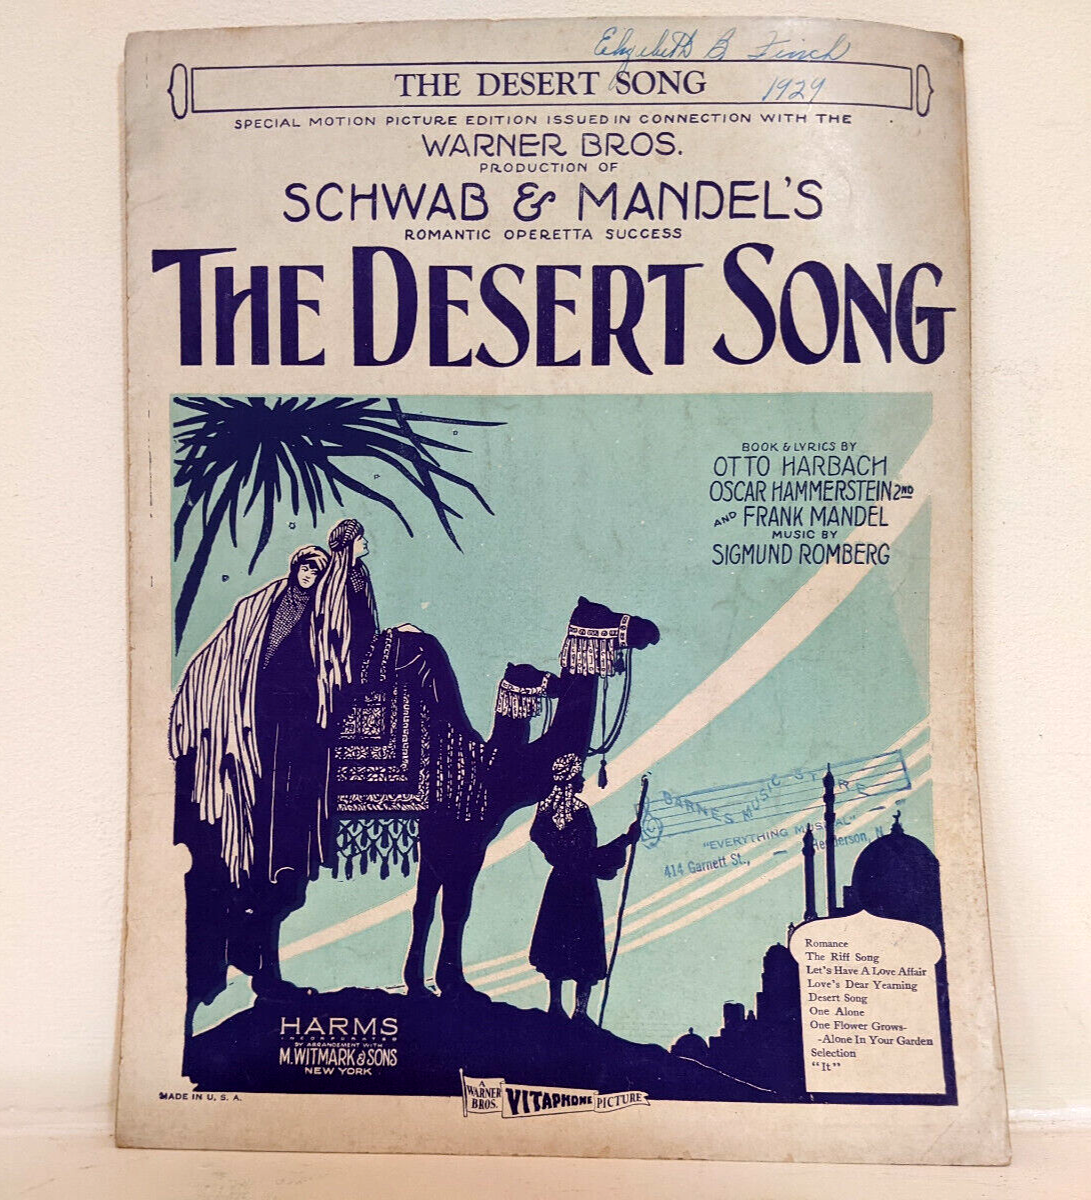 Elizabeth B Finch
1929
THE DESERT SONG
SPECIAL MOTION PICTURE EDITION ISSUED IN CONNECTION WITH THE
WARNER BROS.
PRODUCTION OF
SCHWAB & MANDEL'S
ROMANTIC OPERETTA SUCCESS
THE DESERT SONG
BOOK & LYRICS BY
OTTO HARBACH
OSCAR HAMMERSTEIN 2ND
AND FRANK MANDEL
MUSIC BY
SIGMUND ROMBERG
BARNES MUSIC STORE
"EVERYTHING MUSICAL"
414 Garnett St., - Henderson, N.
Romance
The Riff Song
Let's Have A Love Affair
Love's Dear Yearning
Desert Song
One Alone
One Flower Grows-
-Alone In Your Garden
Selection
"It"
HARMS
INCORPORATED
BY ARRANGEMENT WITH
M. WITMARK & SONS
NEW YORK
MADE IN U. S. A.
A
WARNER
BROS.
VITAPHONE PICTURE